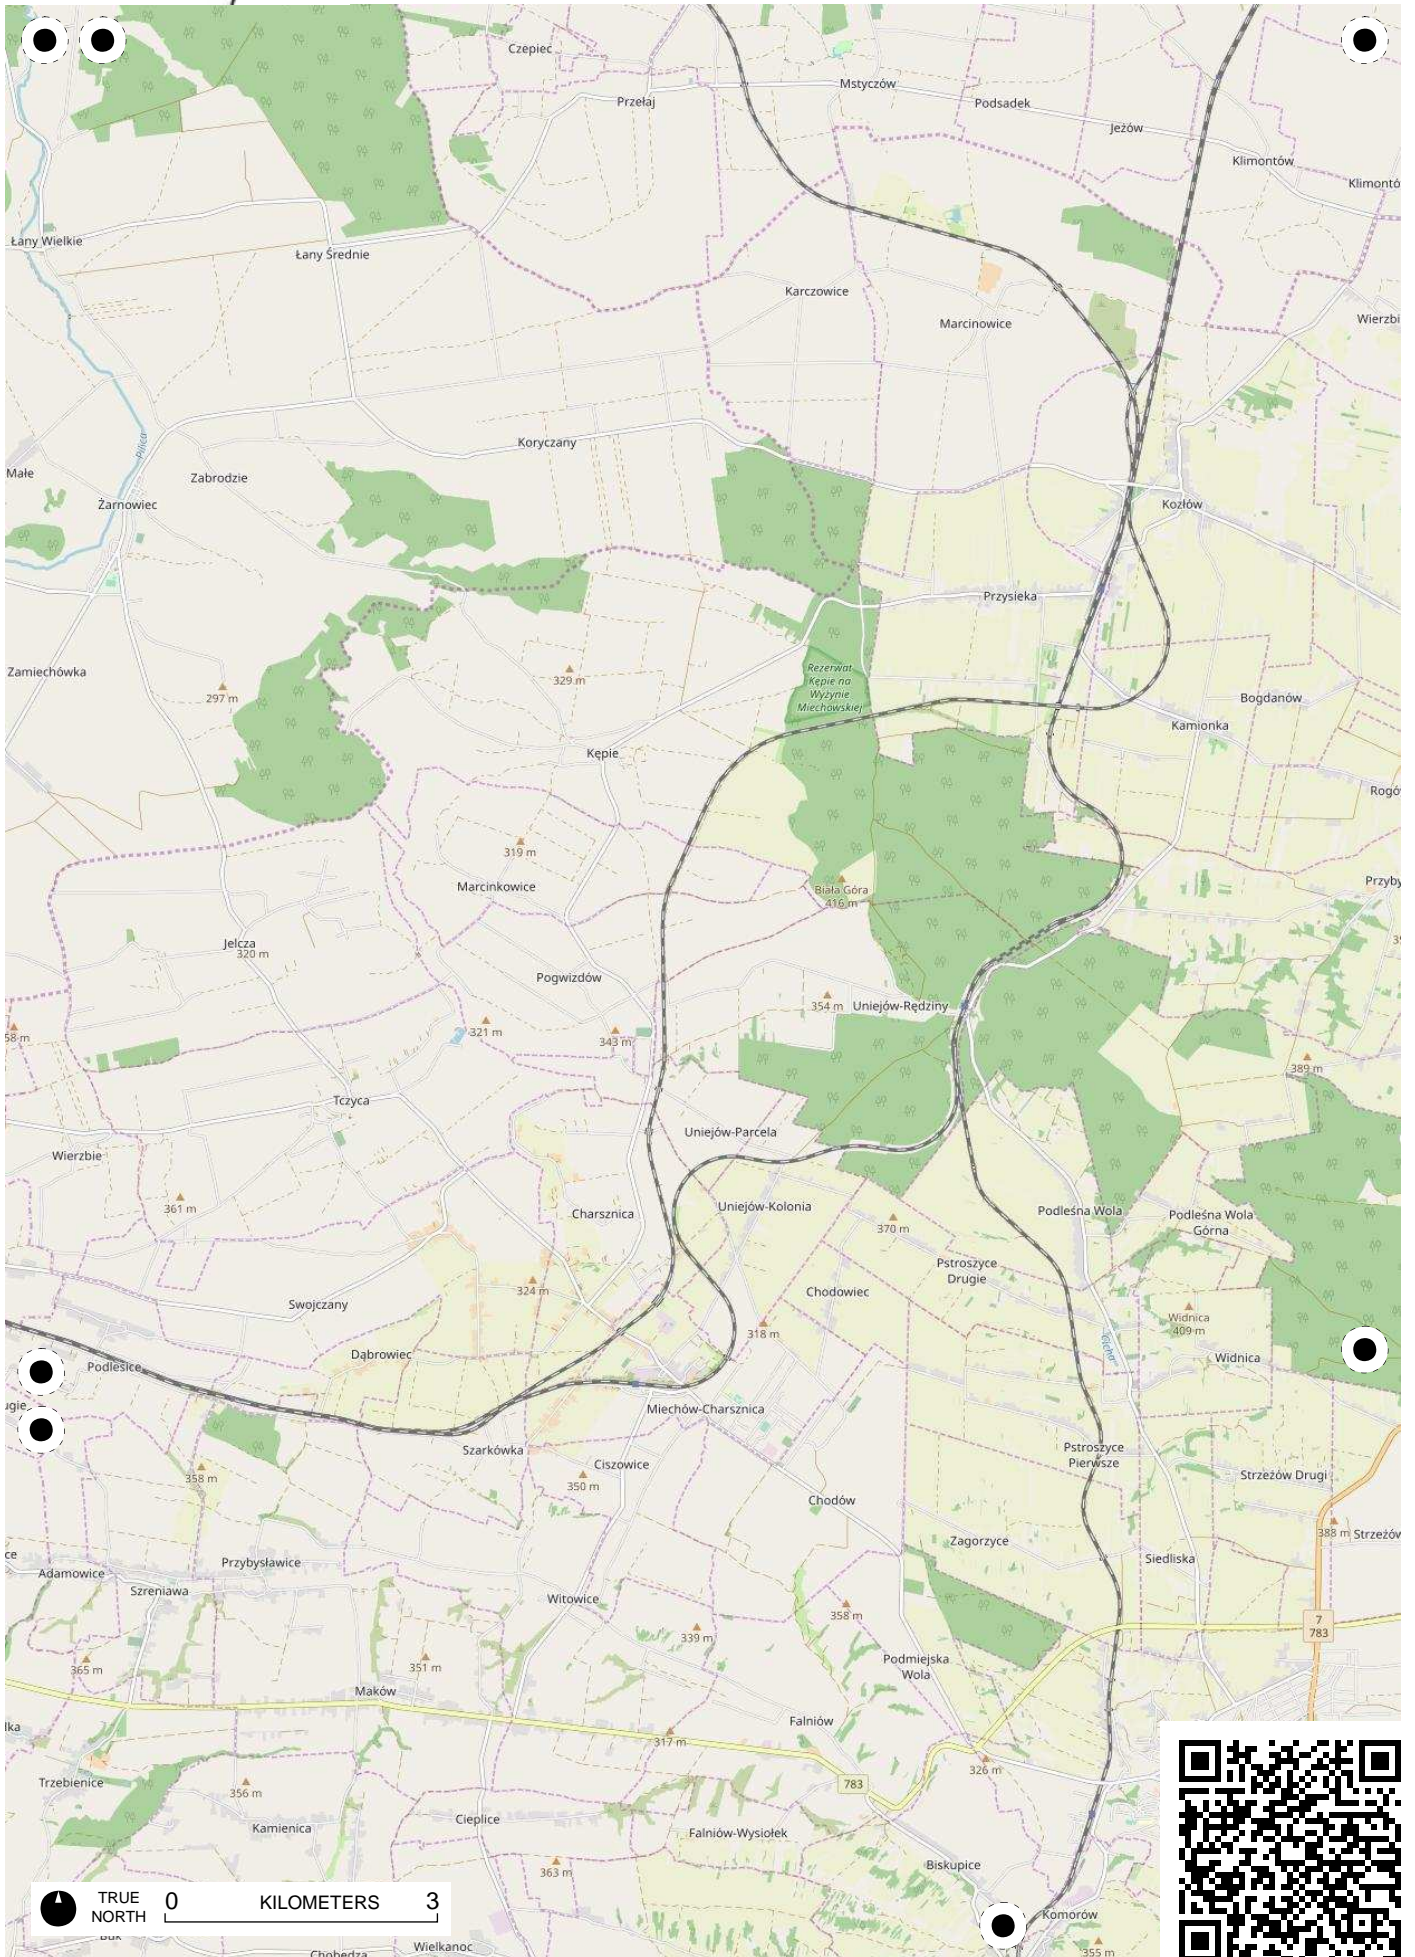 Czepiec
Mstyczów
Przełaj
Podsadek
Jeżów
Klimontów
Łany Wielkie
Łany Średnie
Karczowice
Marcinowice
Pilica
Koryczany
Małe
Zabrodzie
Żarnowiec
Kozłów
Przysieka
Zamiechówka
297 m
329 m
Rezerwat
Kępie na
Wyżynie
Miechowskiej
Bogdanów
Kamionka
Kępie
319 m
Marcinkowice
Biała Góra
416 m
Jelcza
320 m
Pogwizdów
354 m
Uniejów-Rędziny
58 m
321 m
343 m
389 m
Tczyca
Uniejów-Parcela
Wierzbie
361 m
Charsznica
Uniejów-Kolonia
370 m
Podleśna Wola
Podleśna Wola
Górna
Pstroszyce
Drugie
324 m
Chodowiec
Swojczany
318 m
Widnica
409 m
Cicha
Dąbrowiec
Podlesice
Widnica
ugie
Miechów-Charsznica
Szarkówka
Ciszowice
Pstroszyce
Pierwsze
358 m
350 m
Strzeżów Drugi
Chodów
388 m
Strzeżów
Zagorzyce
Siedliska
ce
Przybysławice
Adamowice
Szreniawa
Witowice
358 m
7
783
339 m
365 m
351 m
Podmiejska
Wola
Maków
lka
Falniów
317 m
326 m
Trzebienice
356 m
783
Kamienica
Cieplice
Falniów-Wysiołek
363 m
Biskupice
TRUE
NORTH
0
KILOMETERS
3
Komorów
Wielkanoc
355 m